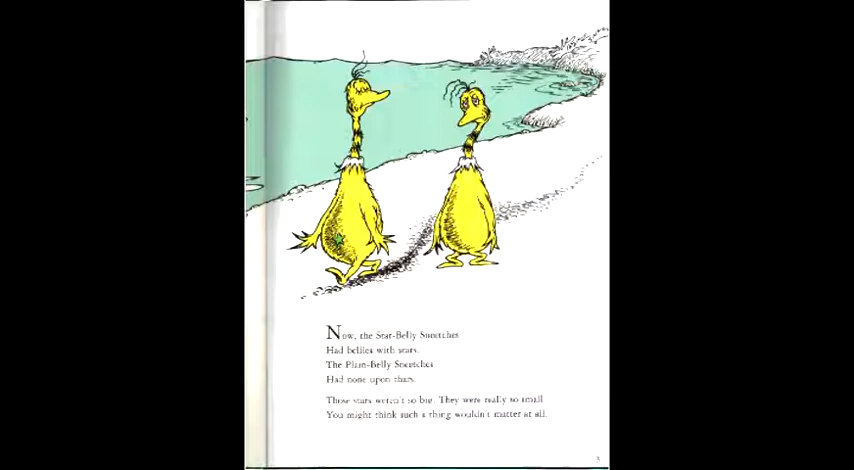 Now, the Star-Belly Sneetches
Had bellies with stars.
The Plain-Belly Sneetches
Had none upon thars.
Those stars weren't so big. They were really so small
You might think such a thing wouldn't matter at all.
3